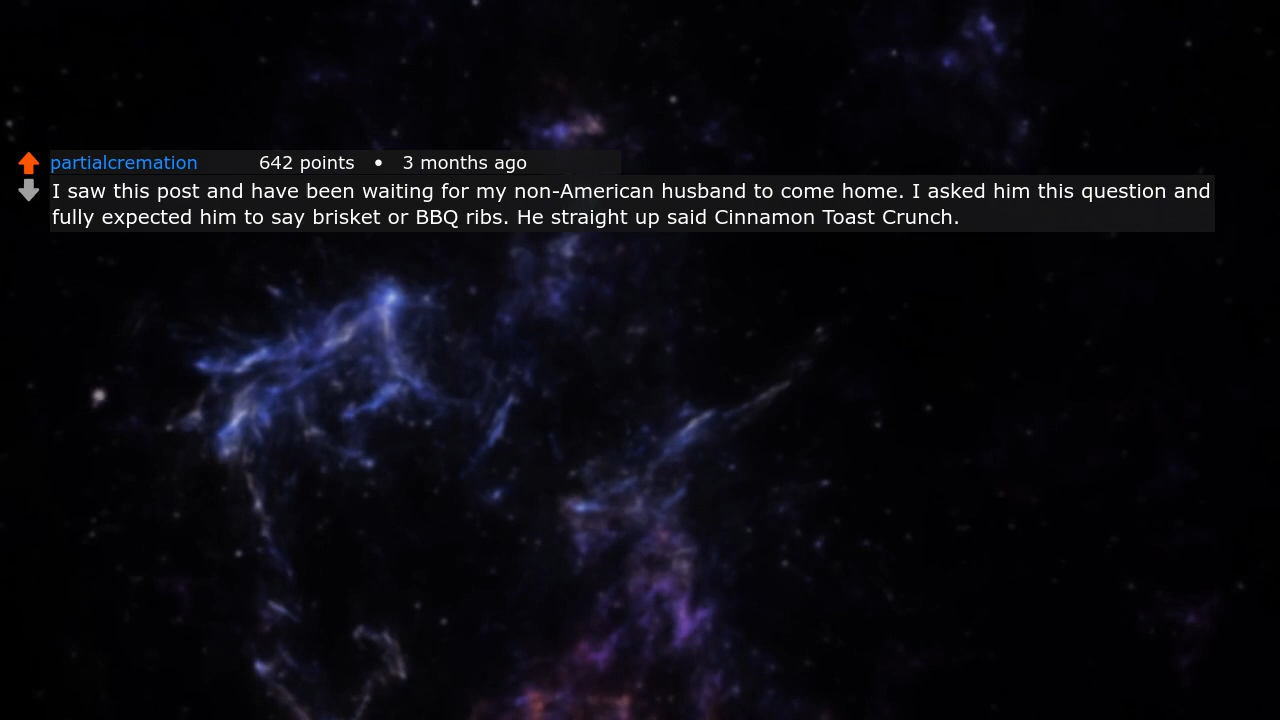 partialcremation 642 points • 3 months ago
I saw this post and have been waiting for my non-American husband to come home. I asked him this question and
fully expected him to say brisket or BBQ ribs. He straight up said Cinnamon Toast Crunch.